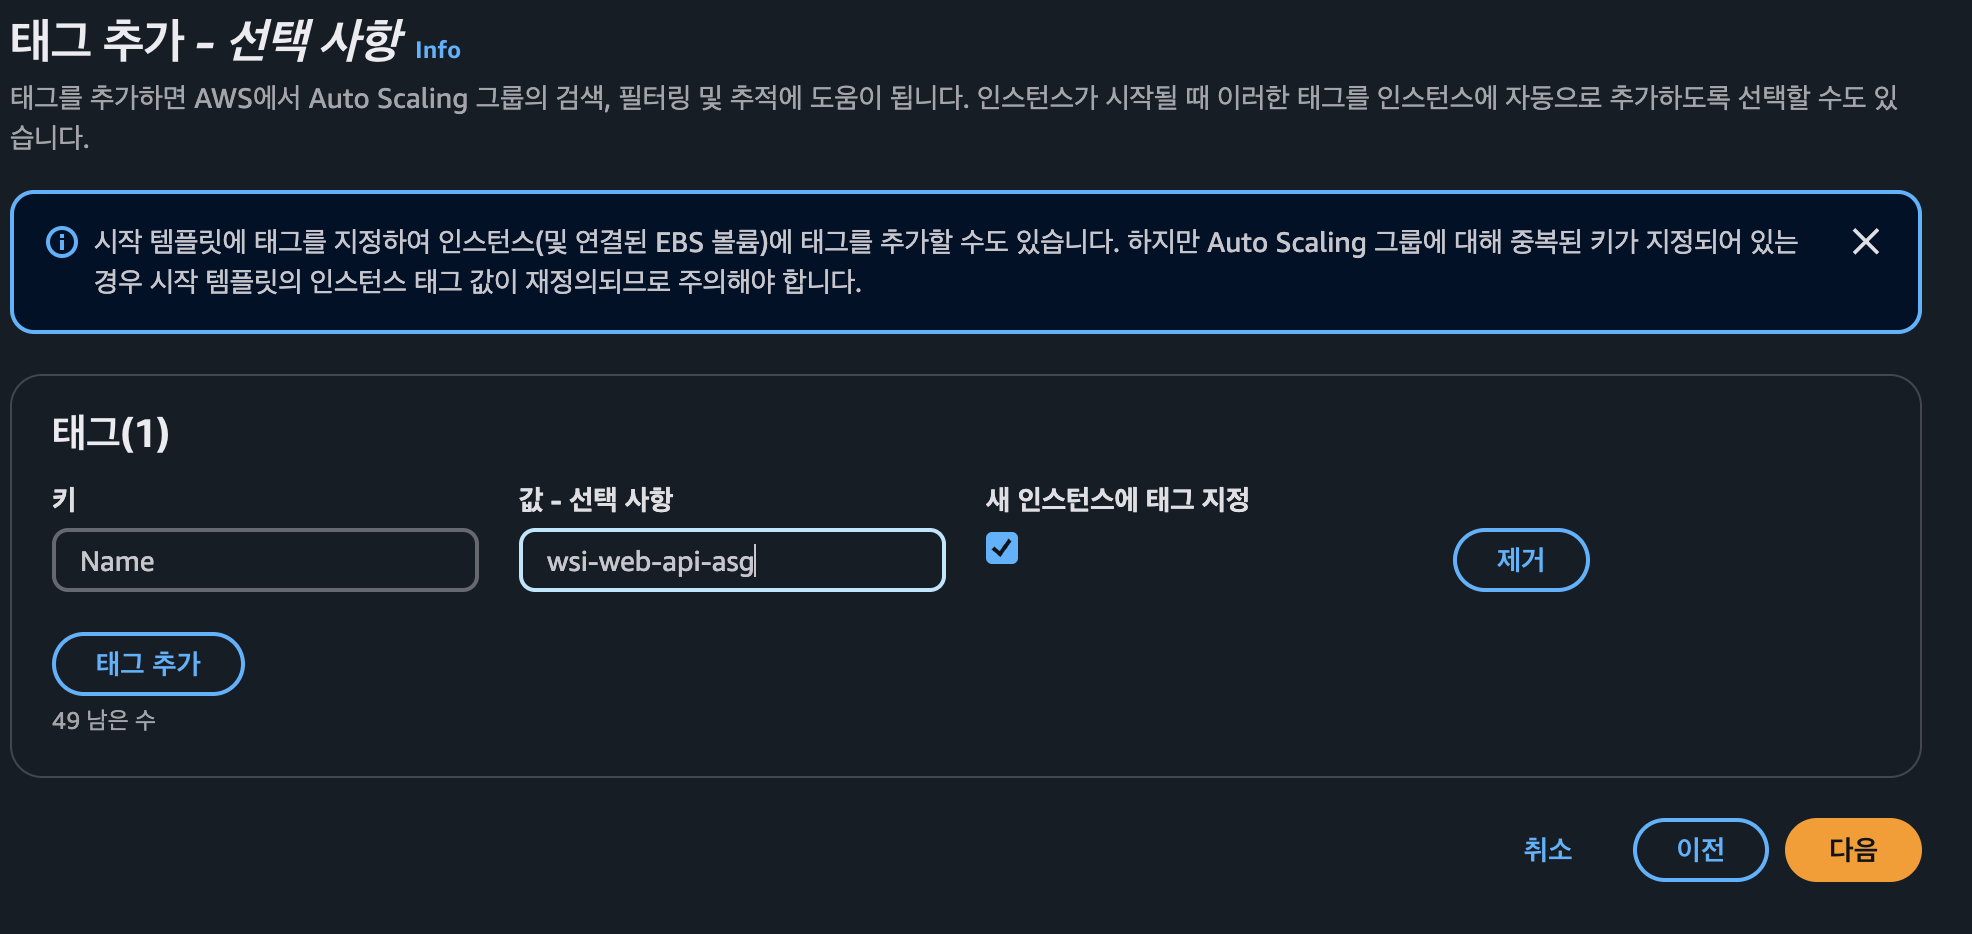 태그 추가 - 선택 사항 Info
태그를 추가하면 AWS에서 Auto Scaling 그룹의 검색, 필터링 및 추적에 도움이 됩니다. 인스턴스가 시작될 때 이러한 태그를 인스턴스에 자동으로 추가하도록 선택할 수도 있
습니다.
시작 템플릿에 태그를 지정하여 인스턴스(및 연결된 EBS 볼륨)에 태그를 추가할 수도 있습니다. 하지만 Auto Scaling 그룹에 대해 중복된 키가 지정되어 있는
경우 시작 템플릿의 인스턴스 태그 값이 재정의되므로 주의해야 합니다.
태그(1)
키 값 - 선택 사항 새 인스턴스에 태그 지정
Name wsi-web-api-asg 제거
태그 추가
49 남은 수
취소 이전 다음